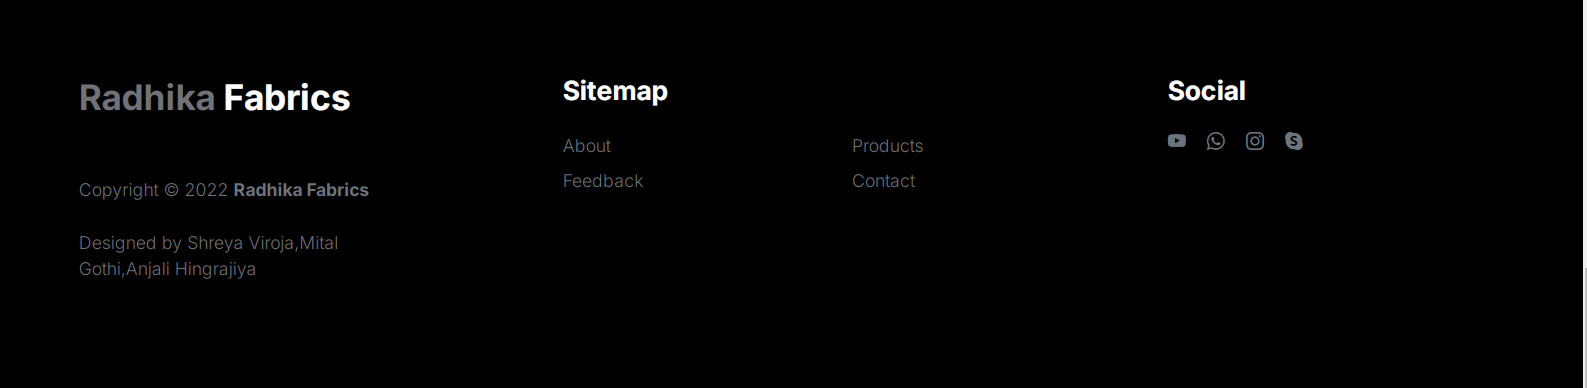 Radhika Fabrics
Copyright © 2022 Radhika Fabrics
Designed by Shreya Viroja,Mital
Gothi,Anjali Hingrajiya
Sitemap
About
Feedback
Products
Contact
Social